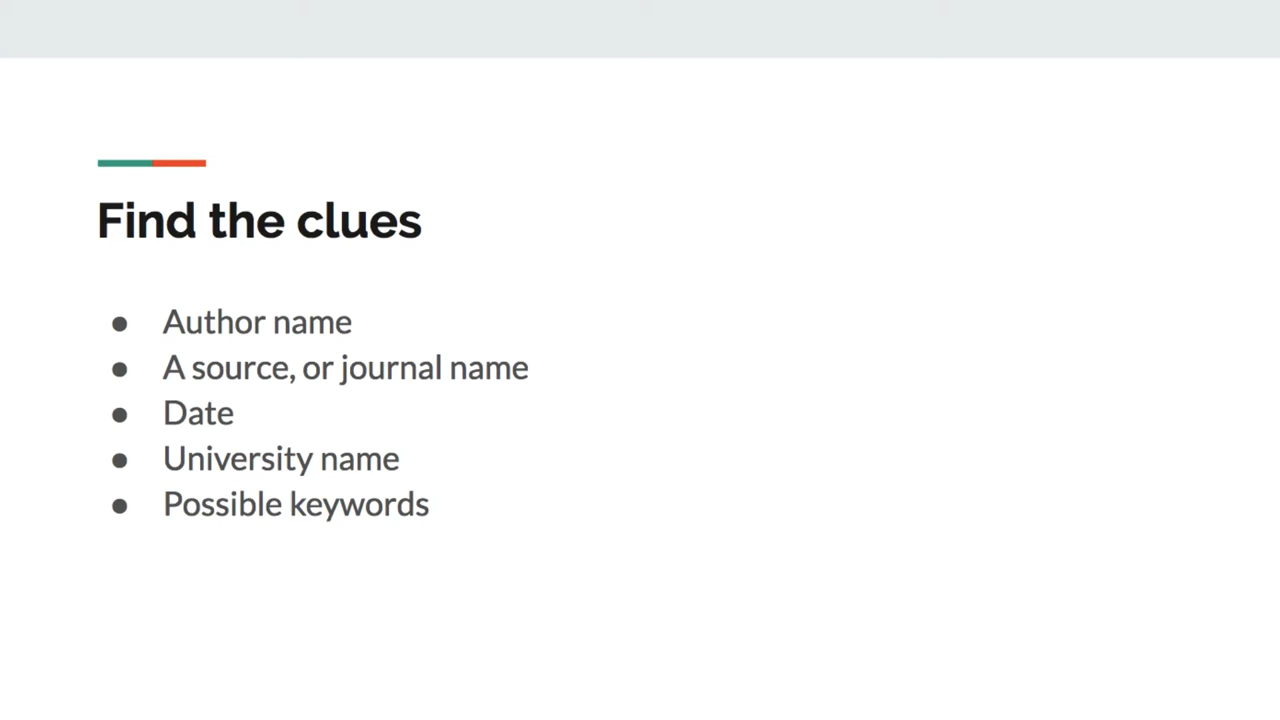 Find the clues
● Author name
● A source, or journal name
● Date
● University name
● Possible keywords